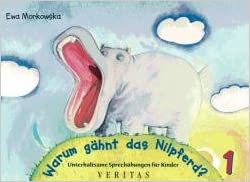 Ewa Morkowska
Warum gähnt das Nilpferd?
1
Unterhaltsame Sprechübungen für Kinder
VERITAS